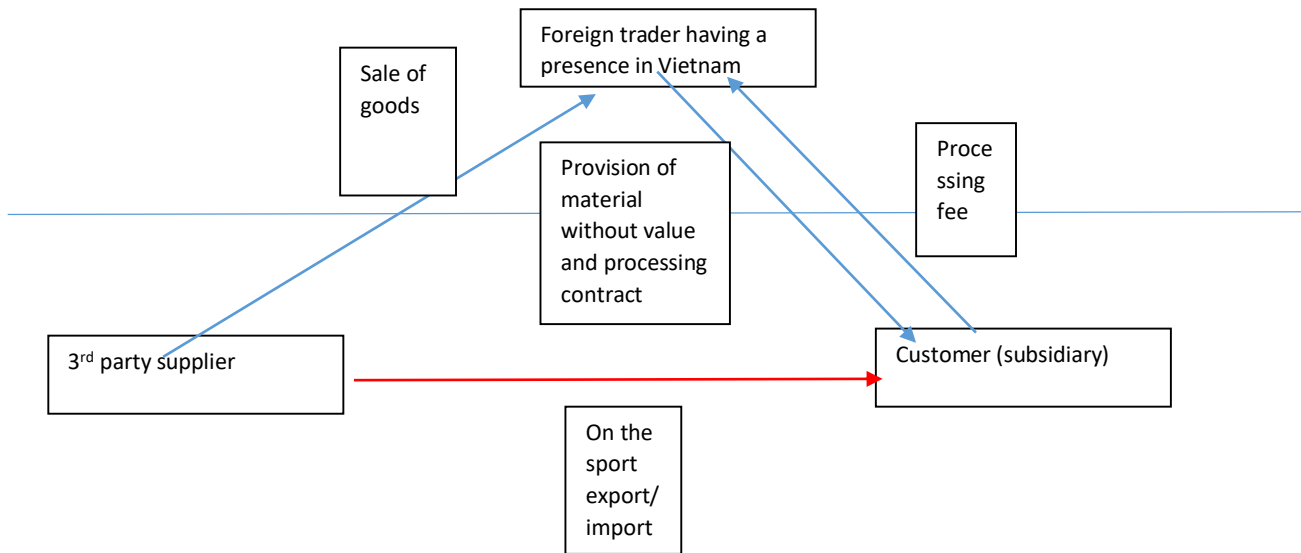 Foreign trader having a
presence in Vietnam
Sale of
goods
Proce
ssing
fee
Provision of
material
without value
and processing
contract
3rd party supplier
Customer (subsidiary)
On the
sport
export/
import